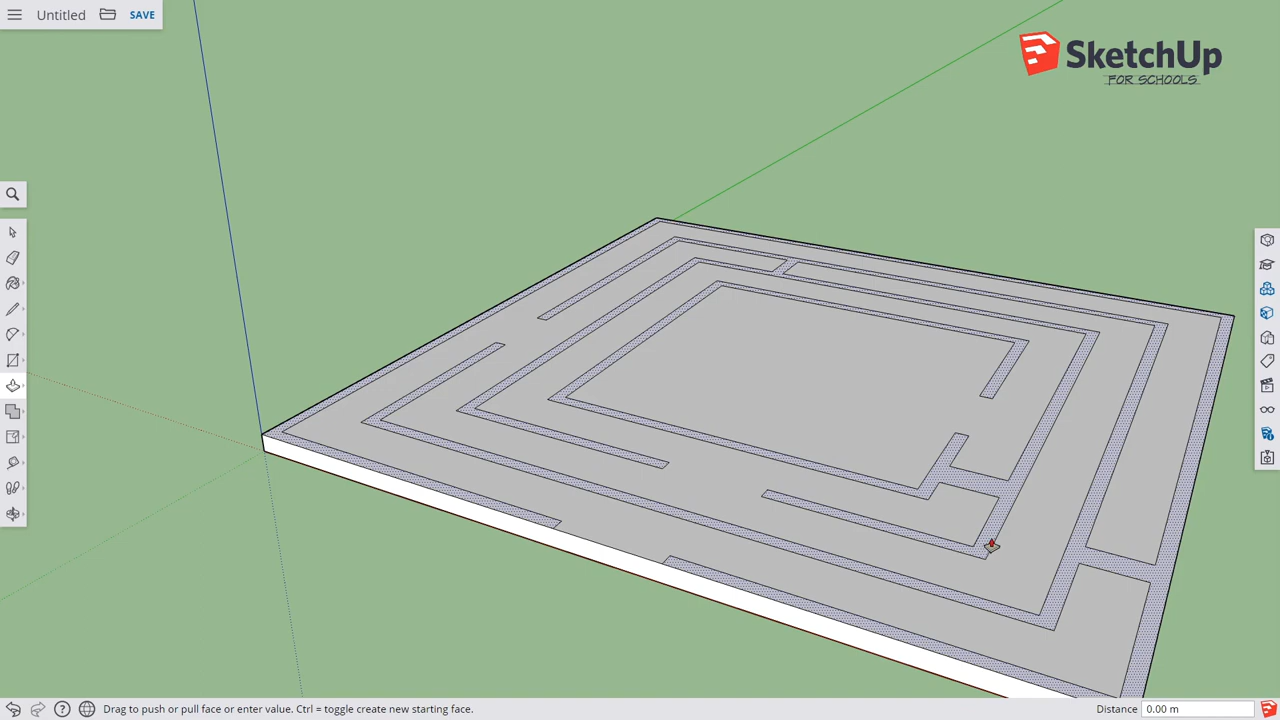 Untitled
SAVE
SketchUp
FOR SCHOOLS
Drag to push or pull face or enter value. Ctrl = toggle create new starting face.
Distance
0.00 m